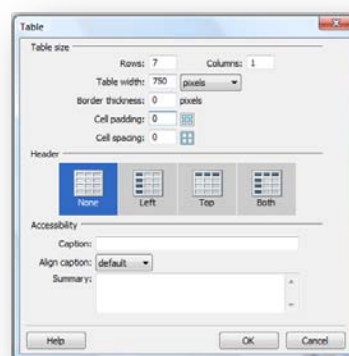 Table
Table size
Rows: 7 Columns: 1
Table width: 750 pixels
Border thickness: 0 pixels
Cell padding: 0
Cell spacing: 0
Header
None Left Top Both
Accessibility
Caption:
Align caption: default
Summary:
Help OK Cancel